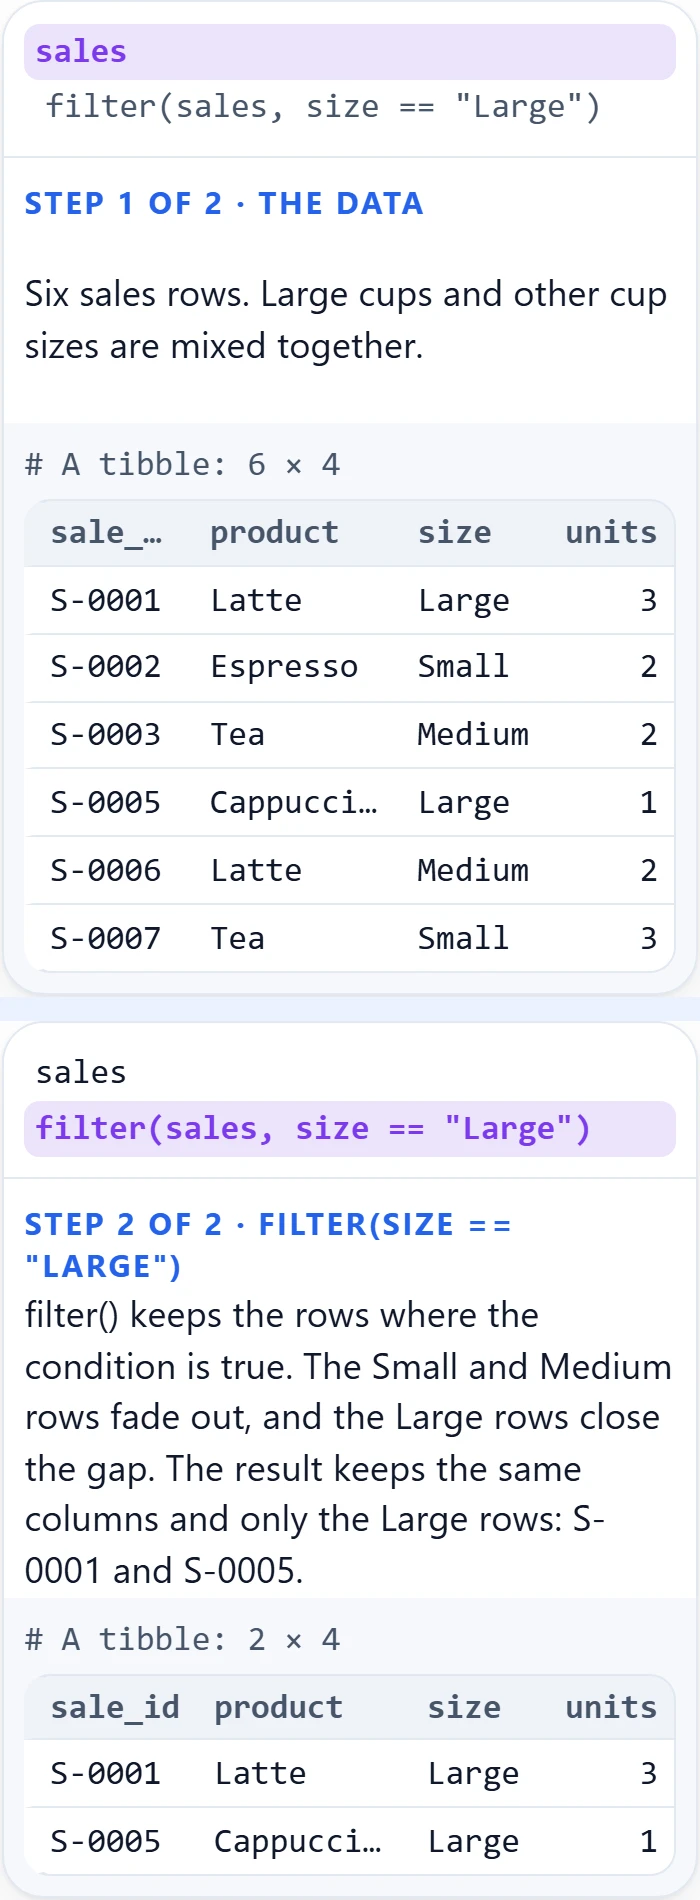 sales
filter(sales, size == "Large")
STEP 1 OF 2 · THE DATA
Six sales rows. Large cups and other cup
sizes are mixed together.
# A tibble: 6 × 4
sale_… product size units
S-0001 Latte Large 3
S-0002 Espresso Small 2
S-0003 Tea Medium 2
S-0005 Cappucci… Large 1
S-0006 Latte Medium 2
S-0007 Tea Small 3
sales
filter(sales, size == "Large")
STEP 2 OF 2 · FILTER(SIZE ==
"LARGE")
filter() keeps the rows where the
condition is true. The Small and Medium
rows fade out, and the Large rows close
the gap. The result keeps the same
columns and only the Large rows: S-
0001 and S-0005.
# A tibble: 2 × 4
sale_id product size units
S-0001 Latte Large 3
S-0005 Cappucci… Large 1